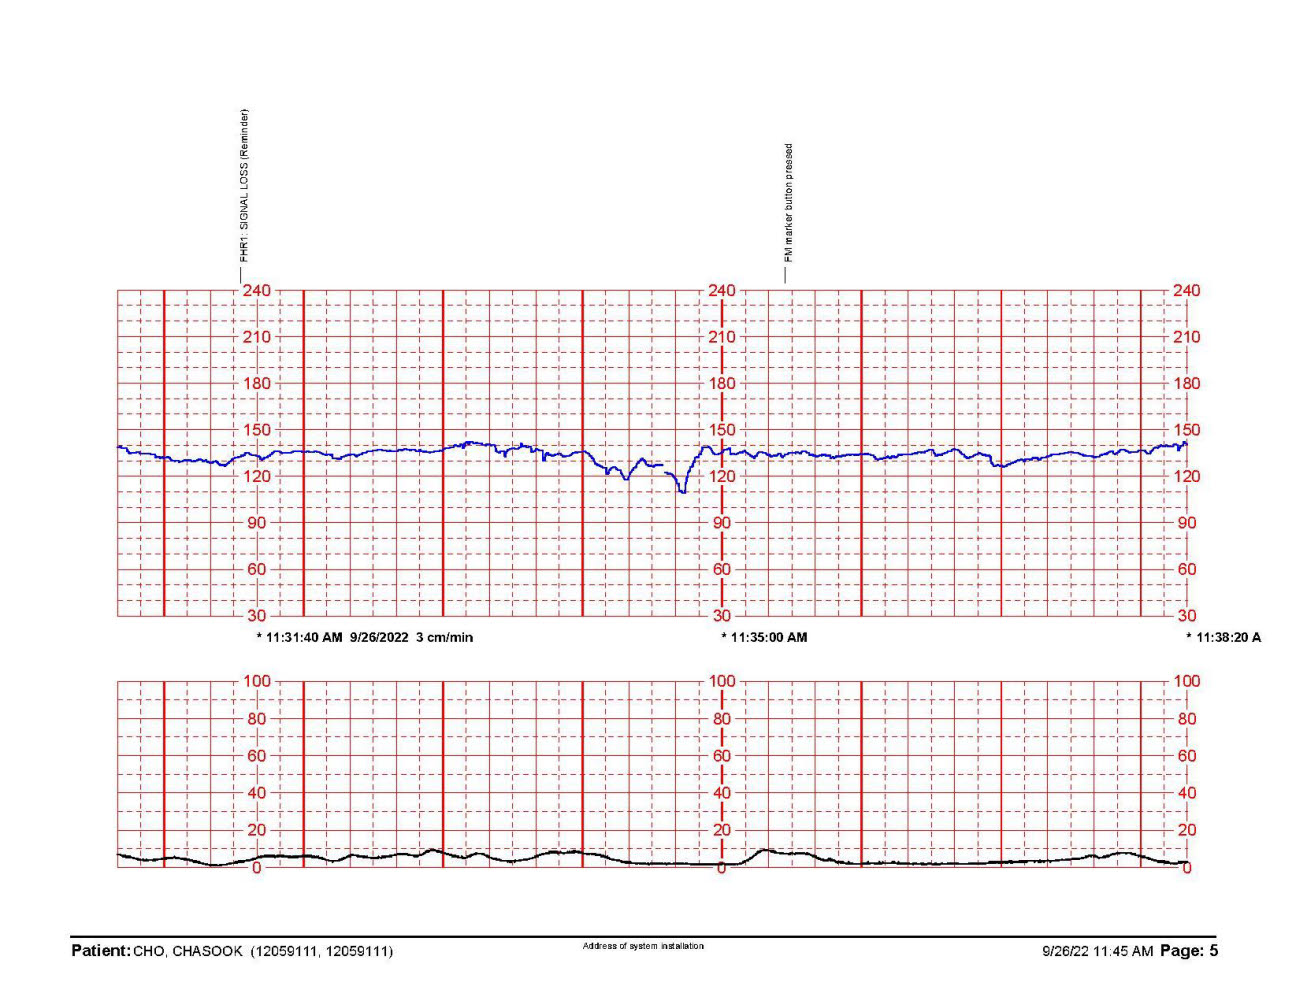 FHR1: SIGNAL LOSS (Reminder)
FM marker button pressed
240 240 240
210 210 210
180 180 180
150 150 150
120 120 120
90 90 90
60 60 60
30 30 30
* 11:31:40 AM 9/26/2022 3 cm/min * 11:35:00 AM * 11:38:20 A
100 100 100
80 80 80
60 60 60
40 40 40
20 20 20
0 0 0
Patient: CHO, CHASOOK (12059111, 12059111) Address of system installation 9/26/22 11:45 AM Page: 5